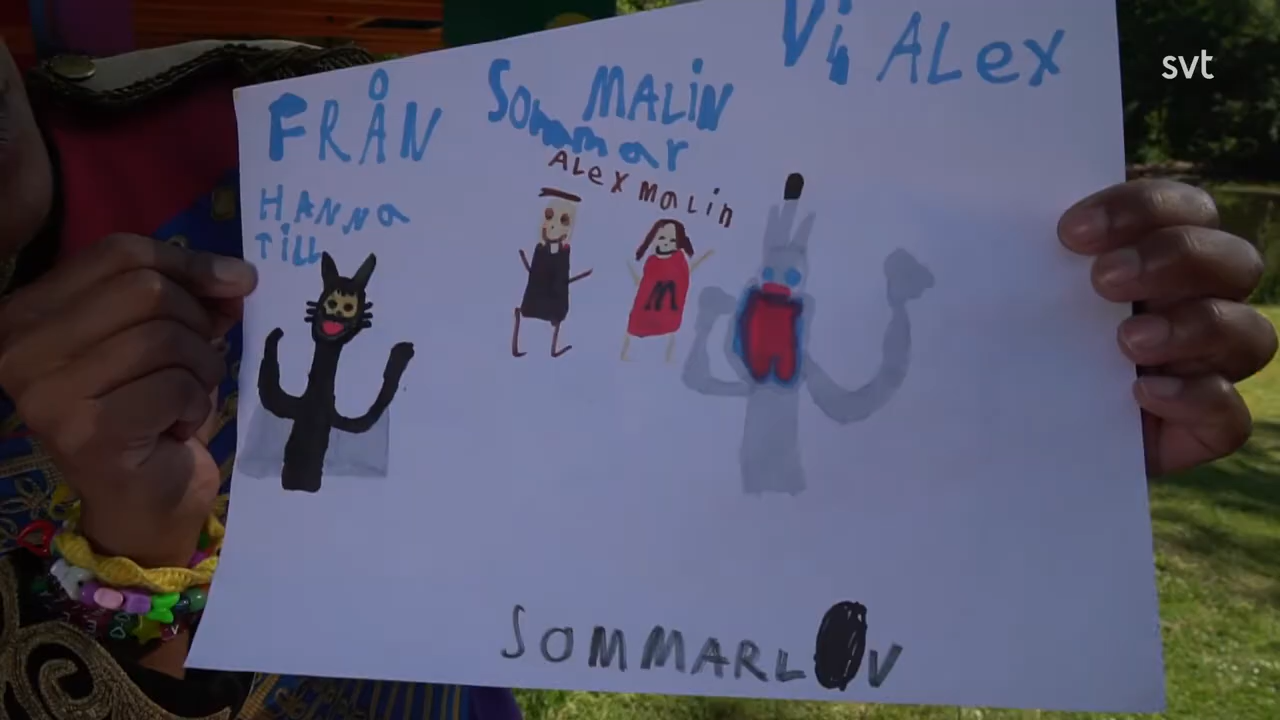 svt
FRÅN
Sommar
MALiN
Vi ALex
HANNa
TiLL
ALeX MaLin
m
SOMMARLOV